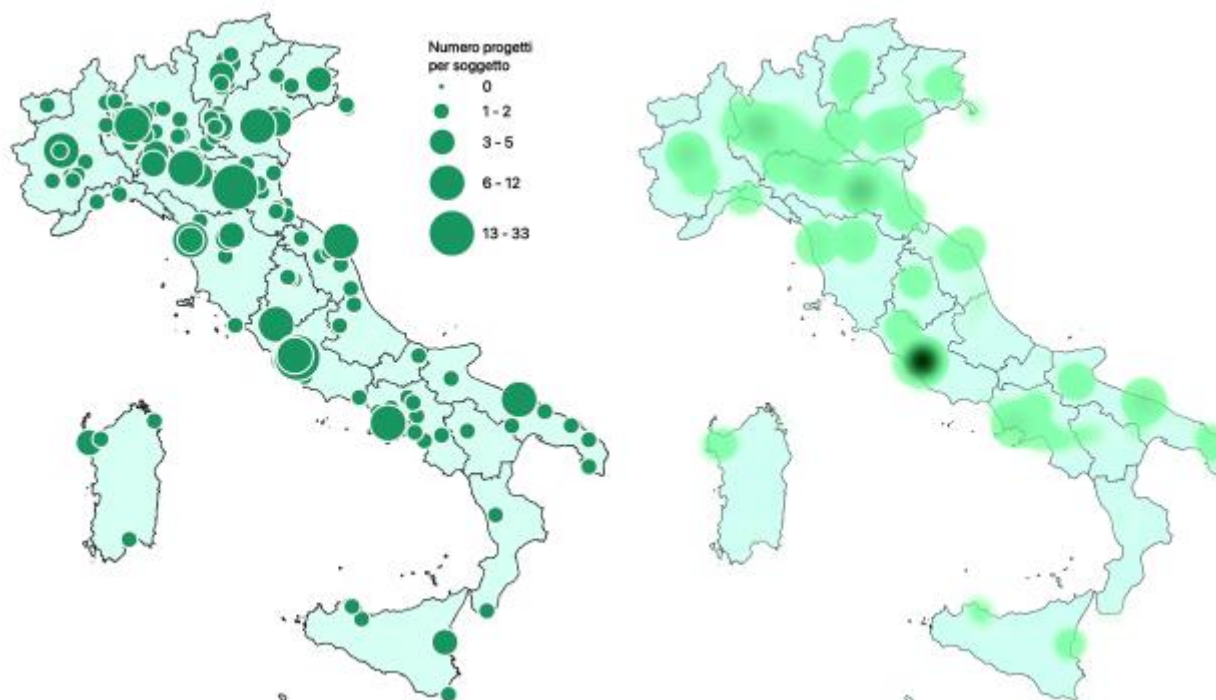 Numero progetti
per soggetto
0
1 - 2
3 - 5
6 - 12
13 - 33